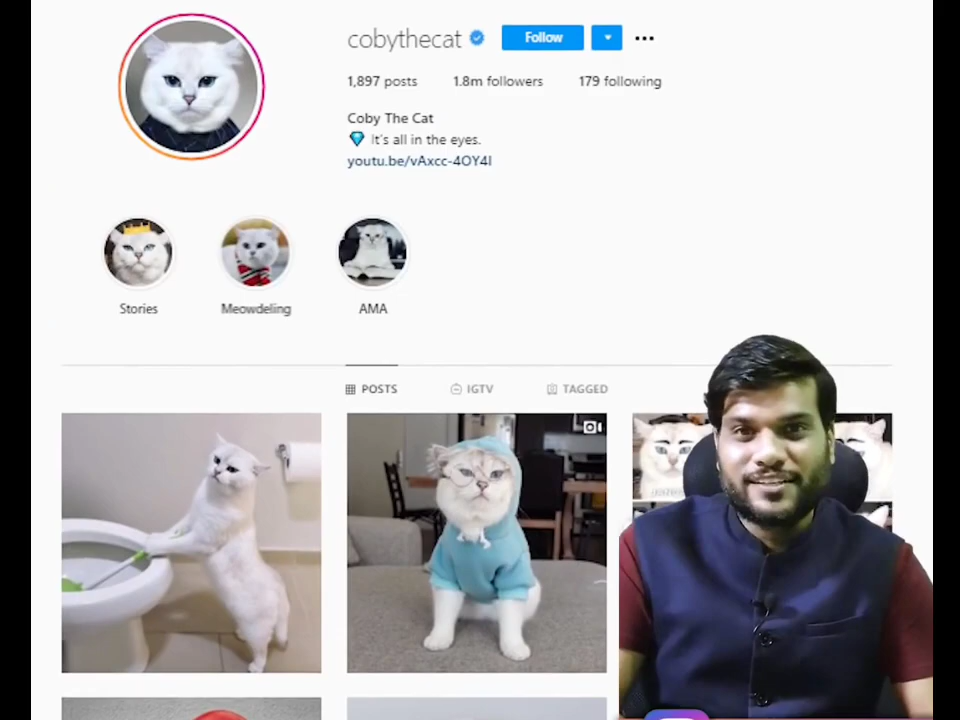 cobythecat
Follow
1,897 posts 1.8m followers 179 following
Coby The Cat
It's all in the eyes.
youtu.be/vAxcc-4OY4I
Stories Meowdeling AMA
POSTS IGTV TAGGED